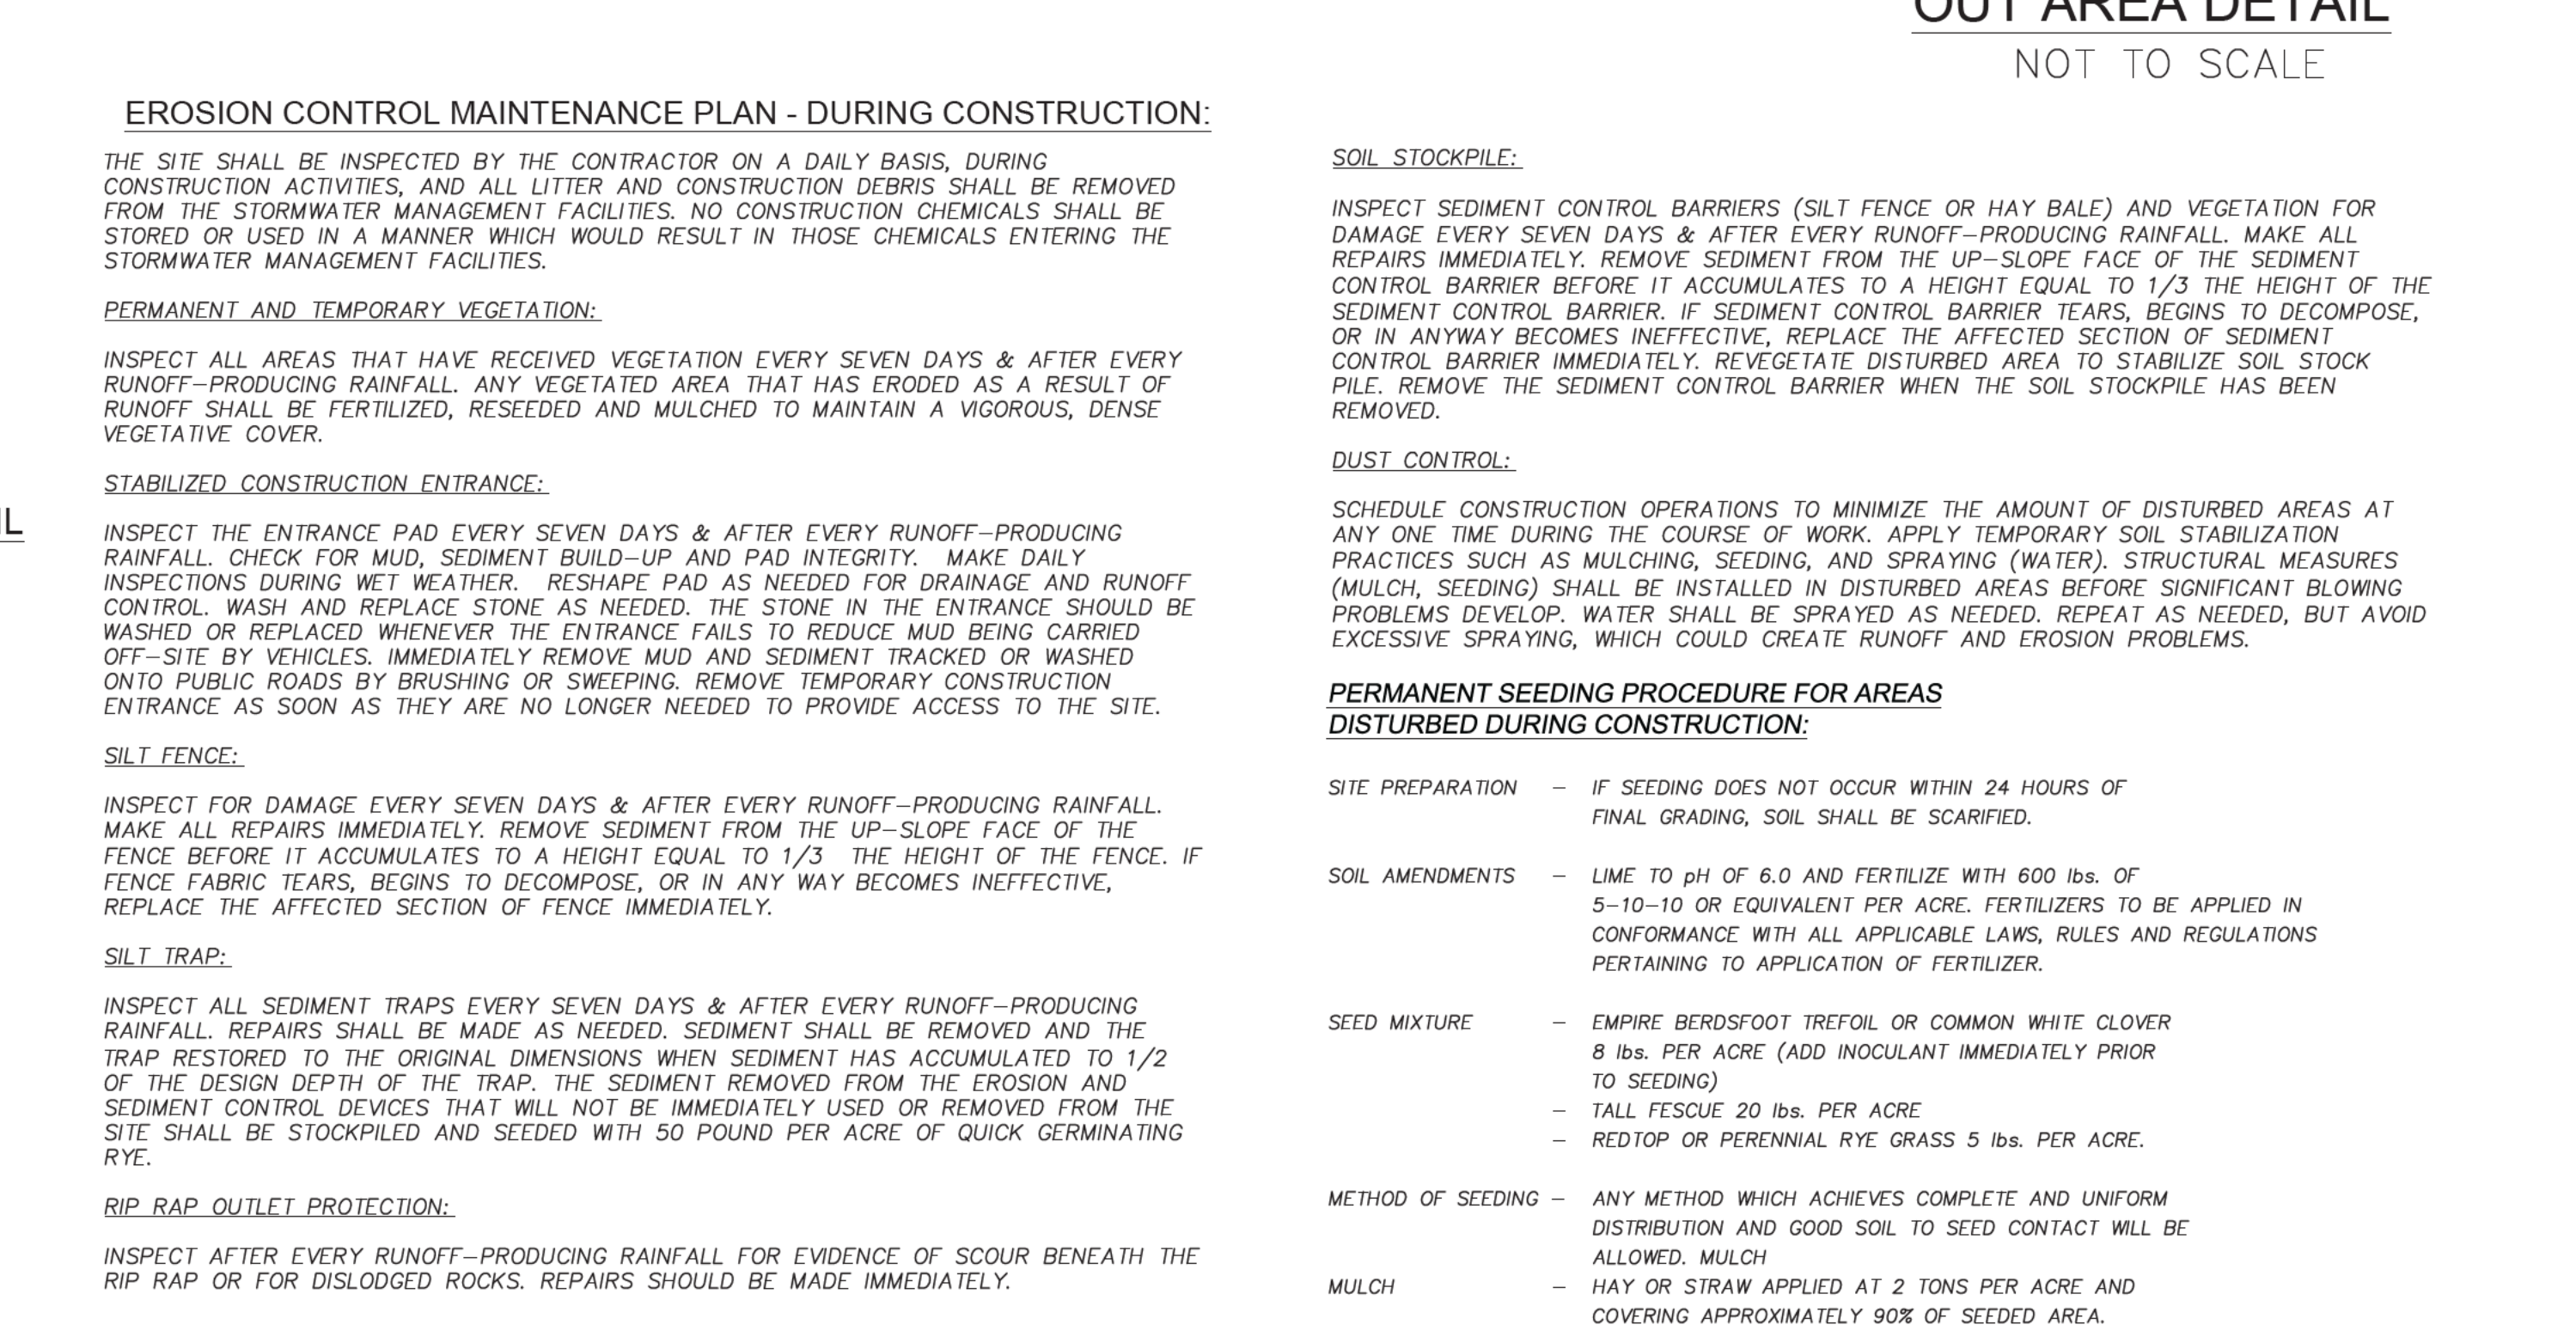 OUT AREA DETAIL
NOT TO SCALE
EROSION CONTROL MAINTENANCE PLAN - DURING CONSTRUCTION:
THE SITE SHALL BE INSPECTED BY THE CONTRACTOR ON A DAILY BASIS, DURING
CONSTRUCTION ACTIVITIES, AND ALL LITTER AND CONSTRUCTION DEBRIS SHALL BE REMOVED
FROM THE STORMWATER MANAGEMENT FACILITIES. NO CONSTRUCTION CHEMICALS SHALL BE
STORED OR USED IN A MANNER WHICH WOULD RESULT IN THOSE CHEMICALS ENTERING THE
STORMWATER MANAGEMENT FACILITIES.
PERMANENT AND TEMPORARY VEGETATION:
INSPECT ALL AREAS THAT HAVE RECEIVED VEGETATION EVERY SEVEN DAYS & AFTER EVERY
RUNOFF-PRODUCING RAINFALL. ANY VEGETATED AREA THAT HAS ERODED AS A RESULT OF
RUNOFF SHALL BE FERTILIZED, RESEEDED AND MULCHED TO MAINTAIN A VIGOROUS, DENSE
VEGETATIVE COVER.
STABILIZED CONSTRUCTION ENTRANCE:
IL
INSPECT THE ENTRANCE PAD EVERY SEVEN DAYS & AFTER EVERY RUNOFF-PRODUCING
RAINFALL. CHECK FOR MUD, SEDIMENT BUILD-UP AND PAD INTEGRITY. MAKE DAILY
INSPECTIONS DURING WET WEATHER. RESHAPE PAD AS NEEDED FOR DRAINAGE AND RUNOFF
CONTROL. WASH AND REPLACE STONE AS NEEDED. THE STONE IN THE ENTRANCE SHOULD BE
WASHED OR REPLACED WHENEVER THE ENTRANCE FAILS TO REDUCE MUD BEING CARRIED
OFF-SITE BY VEHICLES. IMMEDIATELY REMOVE MUD AND SEDIMENT TRACKED OR WASHED
ONTO PUBLIC ROADS BY BRUSHING OR SWEEPING. REMOVE TEMPORARY CONSTRUCTION
ENTRANCE AS SOON AS THEY ARE NO LONGER NEEDED TO PROVIDE ACCESS TO THE SITE.
SILT FENCE:
INSPECT FOR DAMAGE EVERY SEVEN DAYS & AFTER EVERY RUNOFF-PRODUCING RAINFALL.
MAKE ALL REPAIRS IMMEDIATELY. REMOVE SEDIMENT FROM THE UP-SLOPE FACE OF THE
FENCE BEFORE IT ACCUMULATES TO A HEIGHT EQUAL TO 1/3 THE HEIGHT OF THE FENCE. IF
FENCE FABRIC TEARS, BEGINS TO DECOMPOSE, OR IN ANY WAY BECOMES INEFFECTIVE,
REPLACE THE AFFECTED SECTION OF FENCE IMMEDIATELY.
SILT TRAP:
INSPECT ALL SEDIMENT TRAPS EVERY SEVEN DAYS & AFTER EVERY RUNOFF-PRODUCING
RAINFALL. REPAIRS SHALL BE MADE AS NEEDED. SEDIMENT SHALL BE REMOVED AND THE
TRAP RESTORED TO THE ORIGINAL DIMENSIONS WHEN SEDIMENT HAS ACCUMULATED TO 1/2
OF THE DESIGN DEPTH OF THE TRAP. THE SEDIMENT REMOVED FROM THE EROSION AND
SEDIMENT CONTROL DEVICES THAT WILL NOT BE IMMEDIATELY USED OR REMOVED FROM THE
SITE SHALL BE STOCKPILED AND SEEDED WITH 50 POUND PER ACRE OF QUICK GERMINATING
RYE.
RIP RAP OUTLET PROTECTION:
INSPECT AFTER EVERY RUNOFF-PRODUCING RAINFALL FOR EVIDENCE OF SCOUR BENEATH THE
RIP RAP OR FOR DISLODGED ROCKS. REPAIRS SHOULD BE MADE IMMEDIATELY.
SOIL STOCKPILE:
INSPECT SEDIMENT CONTROL BARRIERS (SILT FENCE OR HAY BALE) AND VEGETATION FOR
DAMAGE EVERY SEVEN DAYS & AFTER EVERY RUNOFF-PRODUCING RAINFALL. MAKE ALL
REPAIRS IMMEDIATELY. REMOVE SEDIMENT FROM THE UP-SLOPE FACE OF THE SEDIMENT
CONTROL BARRIER BEFORE IT ACCUMULATES TO A HEIGHT EQUAL TO 1/3 THE HEIGHT OF THE
SEDIMENT CONTROL BARRIER. IF SEDIMENT CONTROL BARRIER TEARS, BEGINS TO DECOMPOSE,
OR IN ANYWAY BECOMES INEFFECTIVE, REPLACE THE AFFECTED SECTION OF SEDIMENT
CONTROL BARRIER IMMEDIATELY. REVEGETATE DISTURBED AREA TO STABILIZE SOIL STOCK
PILE. REMOVE THE SEDIMENT CONTROL BARRIER WHEN THE SOIL STOCKPILE HAS BEEN
REMOVED.
DUST CONTROL:
SCHEDULE CONSTRUCTION OPERATIONS TO MINIMIZE THE AMOUNT OF DISTURBED AREAS AT
ANY ONE TIME DURING THE COURSE OF WORK. APPLY TEMPORARY SOIL STABILIZATION
PRACTICES SUCH AS MULCHING, SEEDING, AND SPRAYING (WATER). STRUCTURAL MEASURES
(MULCH, SEEDING) SHALL BE INSTALLED IN DISTURBED AREAS BEFORE SIGNIFICANT BLOWING
PROBLEMS DEVELOP. WATER SHALL BE SPRAYED AS NEEDED. REPEAT AS NEEDED, BUT AVOID
EXCESSIVE SPRAYING, WHICH COULD CREATE RUNOFF AND EROSION PROBLEMS.
PERMANENT SEEDING PROCEDURE FOR AREAS
DISTURBED DURING CONSTRUCTION:
SITE PREPARATION - IF SEEDING DOES NOT OCCUR WITHIN 24 HOURS OF
FINAL GRADING, SOIL SHALL BE SCARIFIED.
SOIL AMENDMENTS - LIME TO pH OF 6.0 AND FERTILIZE WITH 600 lbs. OF
5-10-10 OR EQUIVALENT PER ACRE. FERTILIZERS TO BE APPLIED IN
CONFORMANCE WITH ALL APPLICABLE LAWS, RULES AND REGULATIONS
PERTAINING TO APPLICATION OF FERTILIZER.
SEED MIXTURE - EMPIRE BERDSFOOT TREFOIL OR COMMON WHITE CLOVER
8 lbs. PER ACRE (ADD INOCULANT IMMEDIATELY PRIOR
TO SEEDING)
- TALL FESCUE 20 lbs. PER ACRE
- REDTOP OR PERENNIAL RYE GRASS 5 lbs. PER ACRE.
METHOD OF SEEDING - ANY METHOD WHICH ACHIEVES COMPLETE AND UNIFORM
DISTRIBUTION AND GOOD SOIL TO SEED CONTACT WILL BE
ALLOWED. MULCH
MULCH - HAY OR STRAW APPLIED AT 2 TONS PER ACRE AND
COVERING APPROXIMATELY 90% OF SEEDED AREA.